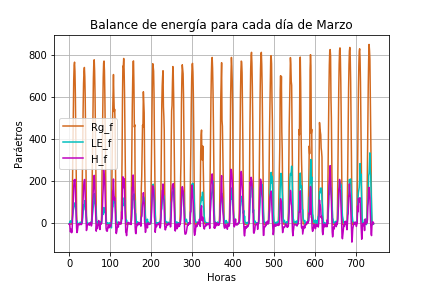 Balance de energía para cada día de Marzo
800
600
400
200
0
Paráetros
Rg_f
LE_f
H_f
0 100 200 300 400 500 600 700
Horas